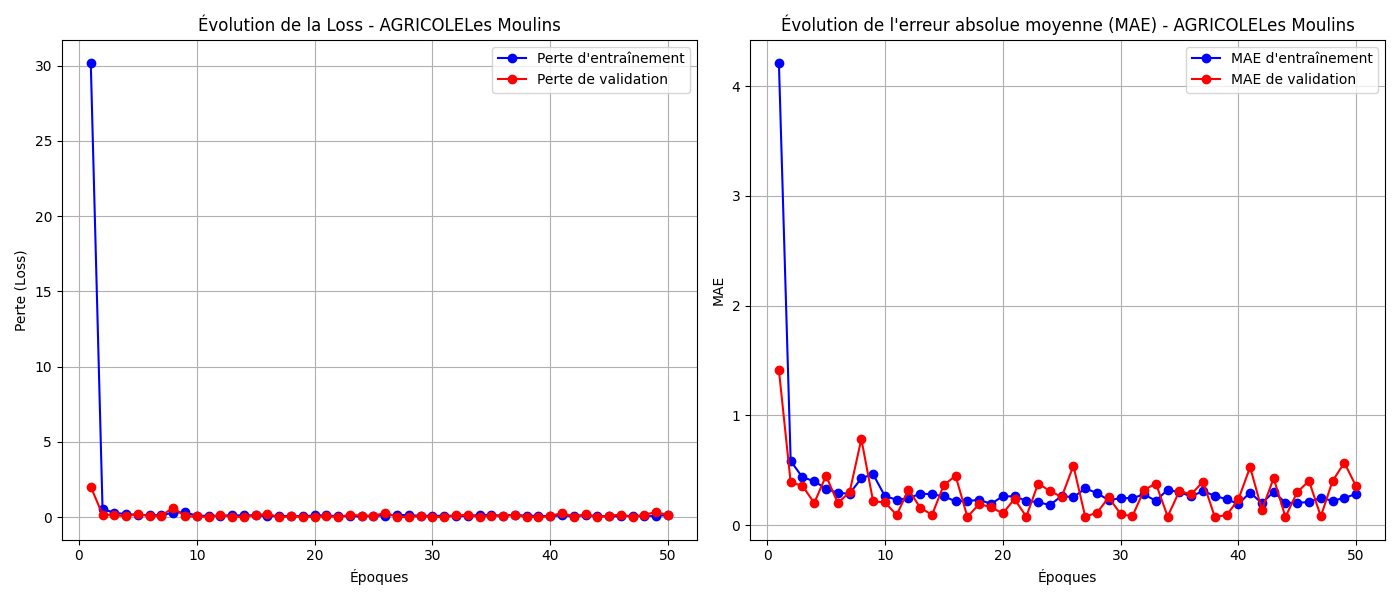 Évolution de la Loss - AGRICOLELes Moulins
Perte d'entraînement
Perte de validation
Perte (Loss)
30
25
20
15
10
5
0
0 10 20 30 40 50
Époques
Évolution de l'erreur absolue moyenne (MAE) - AGRICOLELes Moulins
MAE d'entraînement
MAE de validation
MAE
4
3
2
1
0
0 10 20 30 40 50
Époques